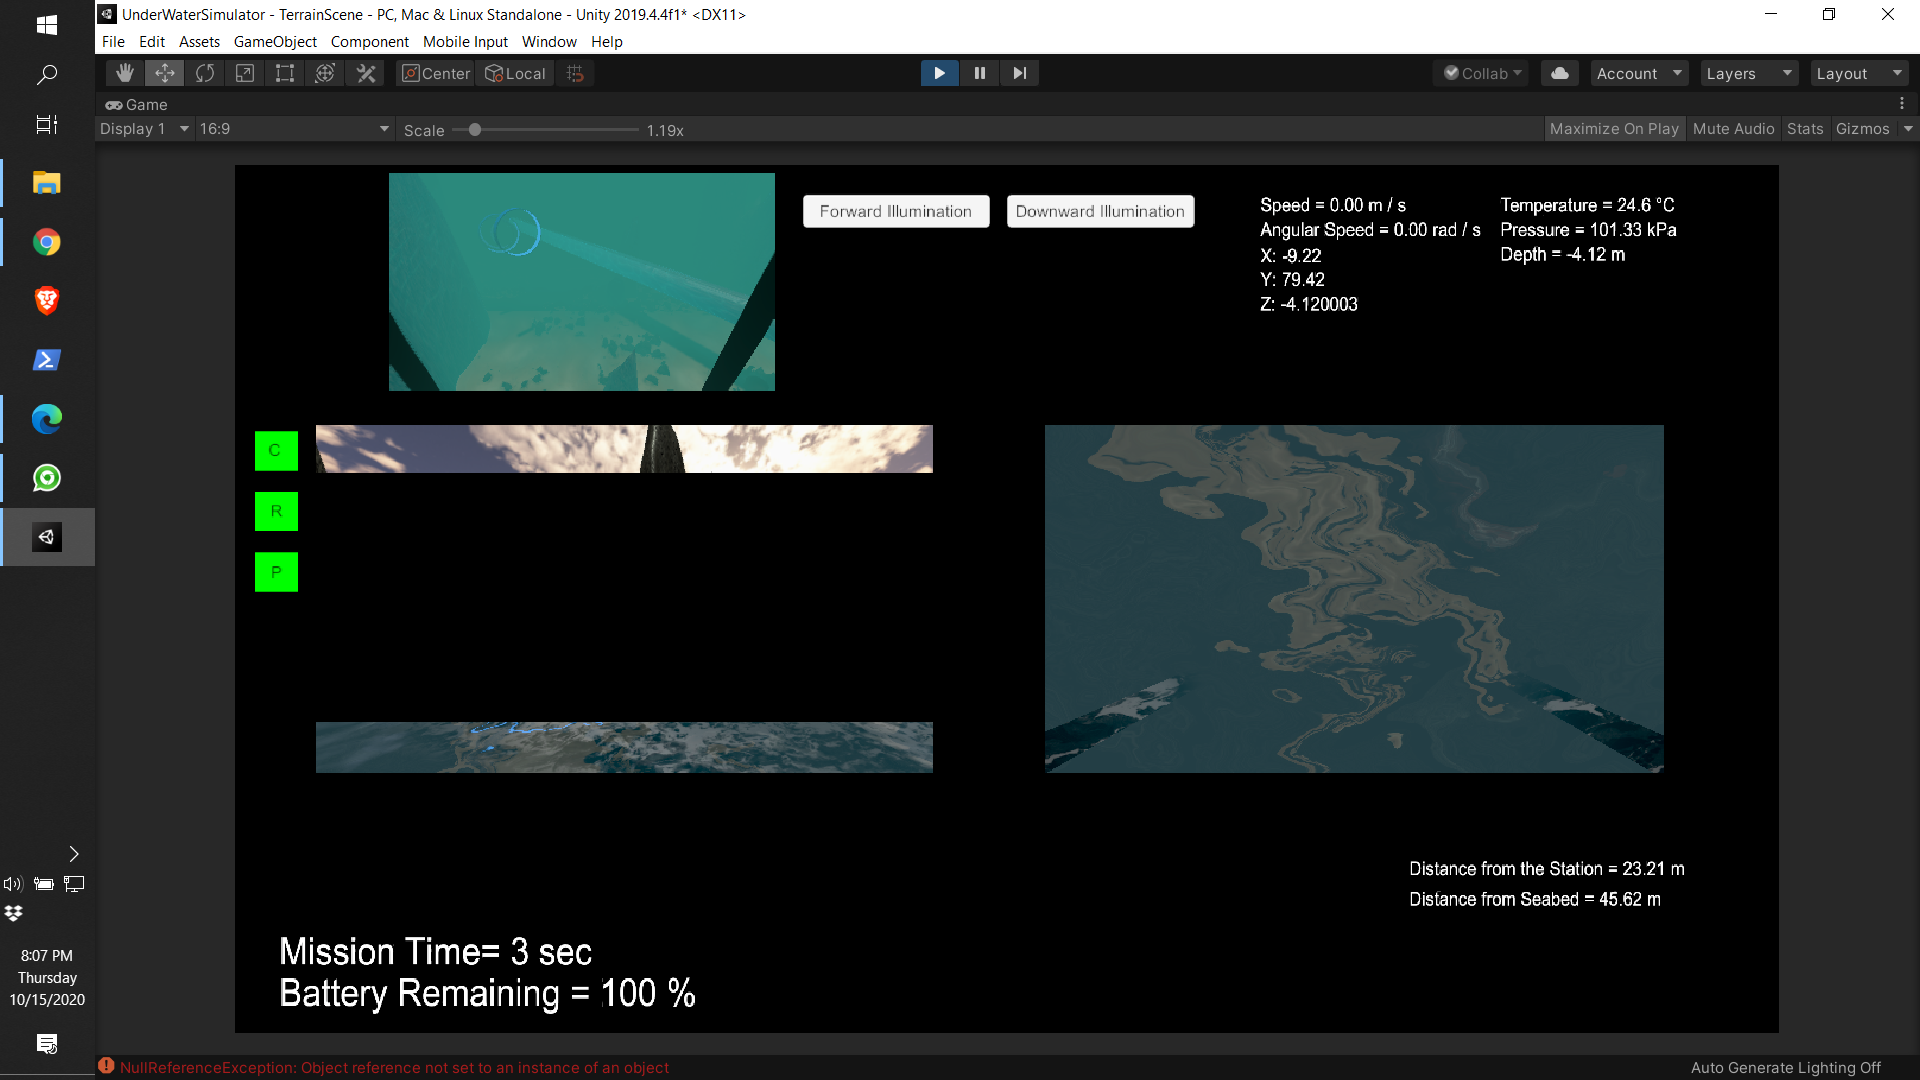 UnderWaterSimulator - TerrainScene - PC, Mac & Linux Standalone - Unity 2019.4.4f1* <DX11>
File Edit Assets GameObject Component Mobile Input Window Help
Center Local Collab Account Layers Layout
Game
Display 1 16:9 Scale 1.19x Maximize On Play Mute Audio Stats Gizmos
Forward Illumination Downward Illumination
Speed = 0.00 m / s
Angular Speed = 0.00 rad / s
X: -9.22
Y: 79.42
Z: -4.120003
Temperature = 24.6 °C
Pressure = 101.33 kPa
Depth = -4.12 m
C
R
P
Distance from the Station = 23.21 m
Distance from Seabed = 45.62 m
Mission Time= 3 sec
Battery Remaining = 100 %
8:07 PM
Thursday
10/15/2020
NullReferenceException: Object reference not set to an instance of an object
Auto Generate Lighting Off